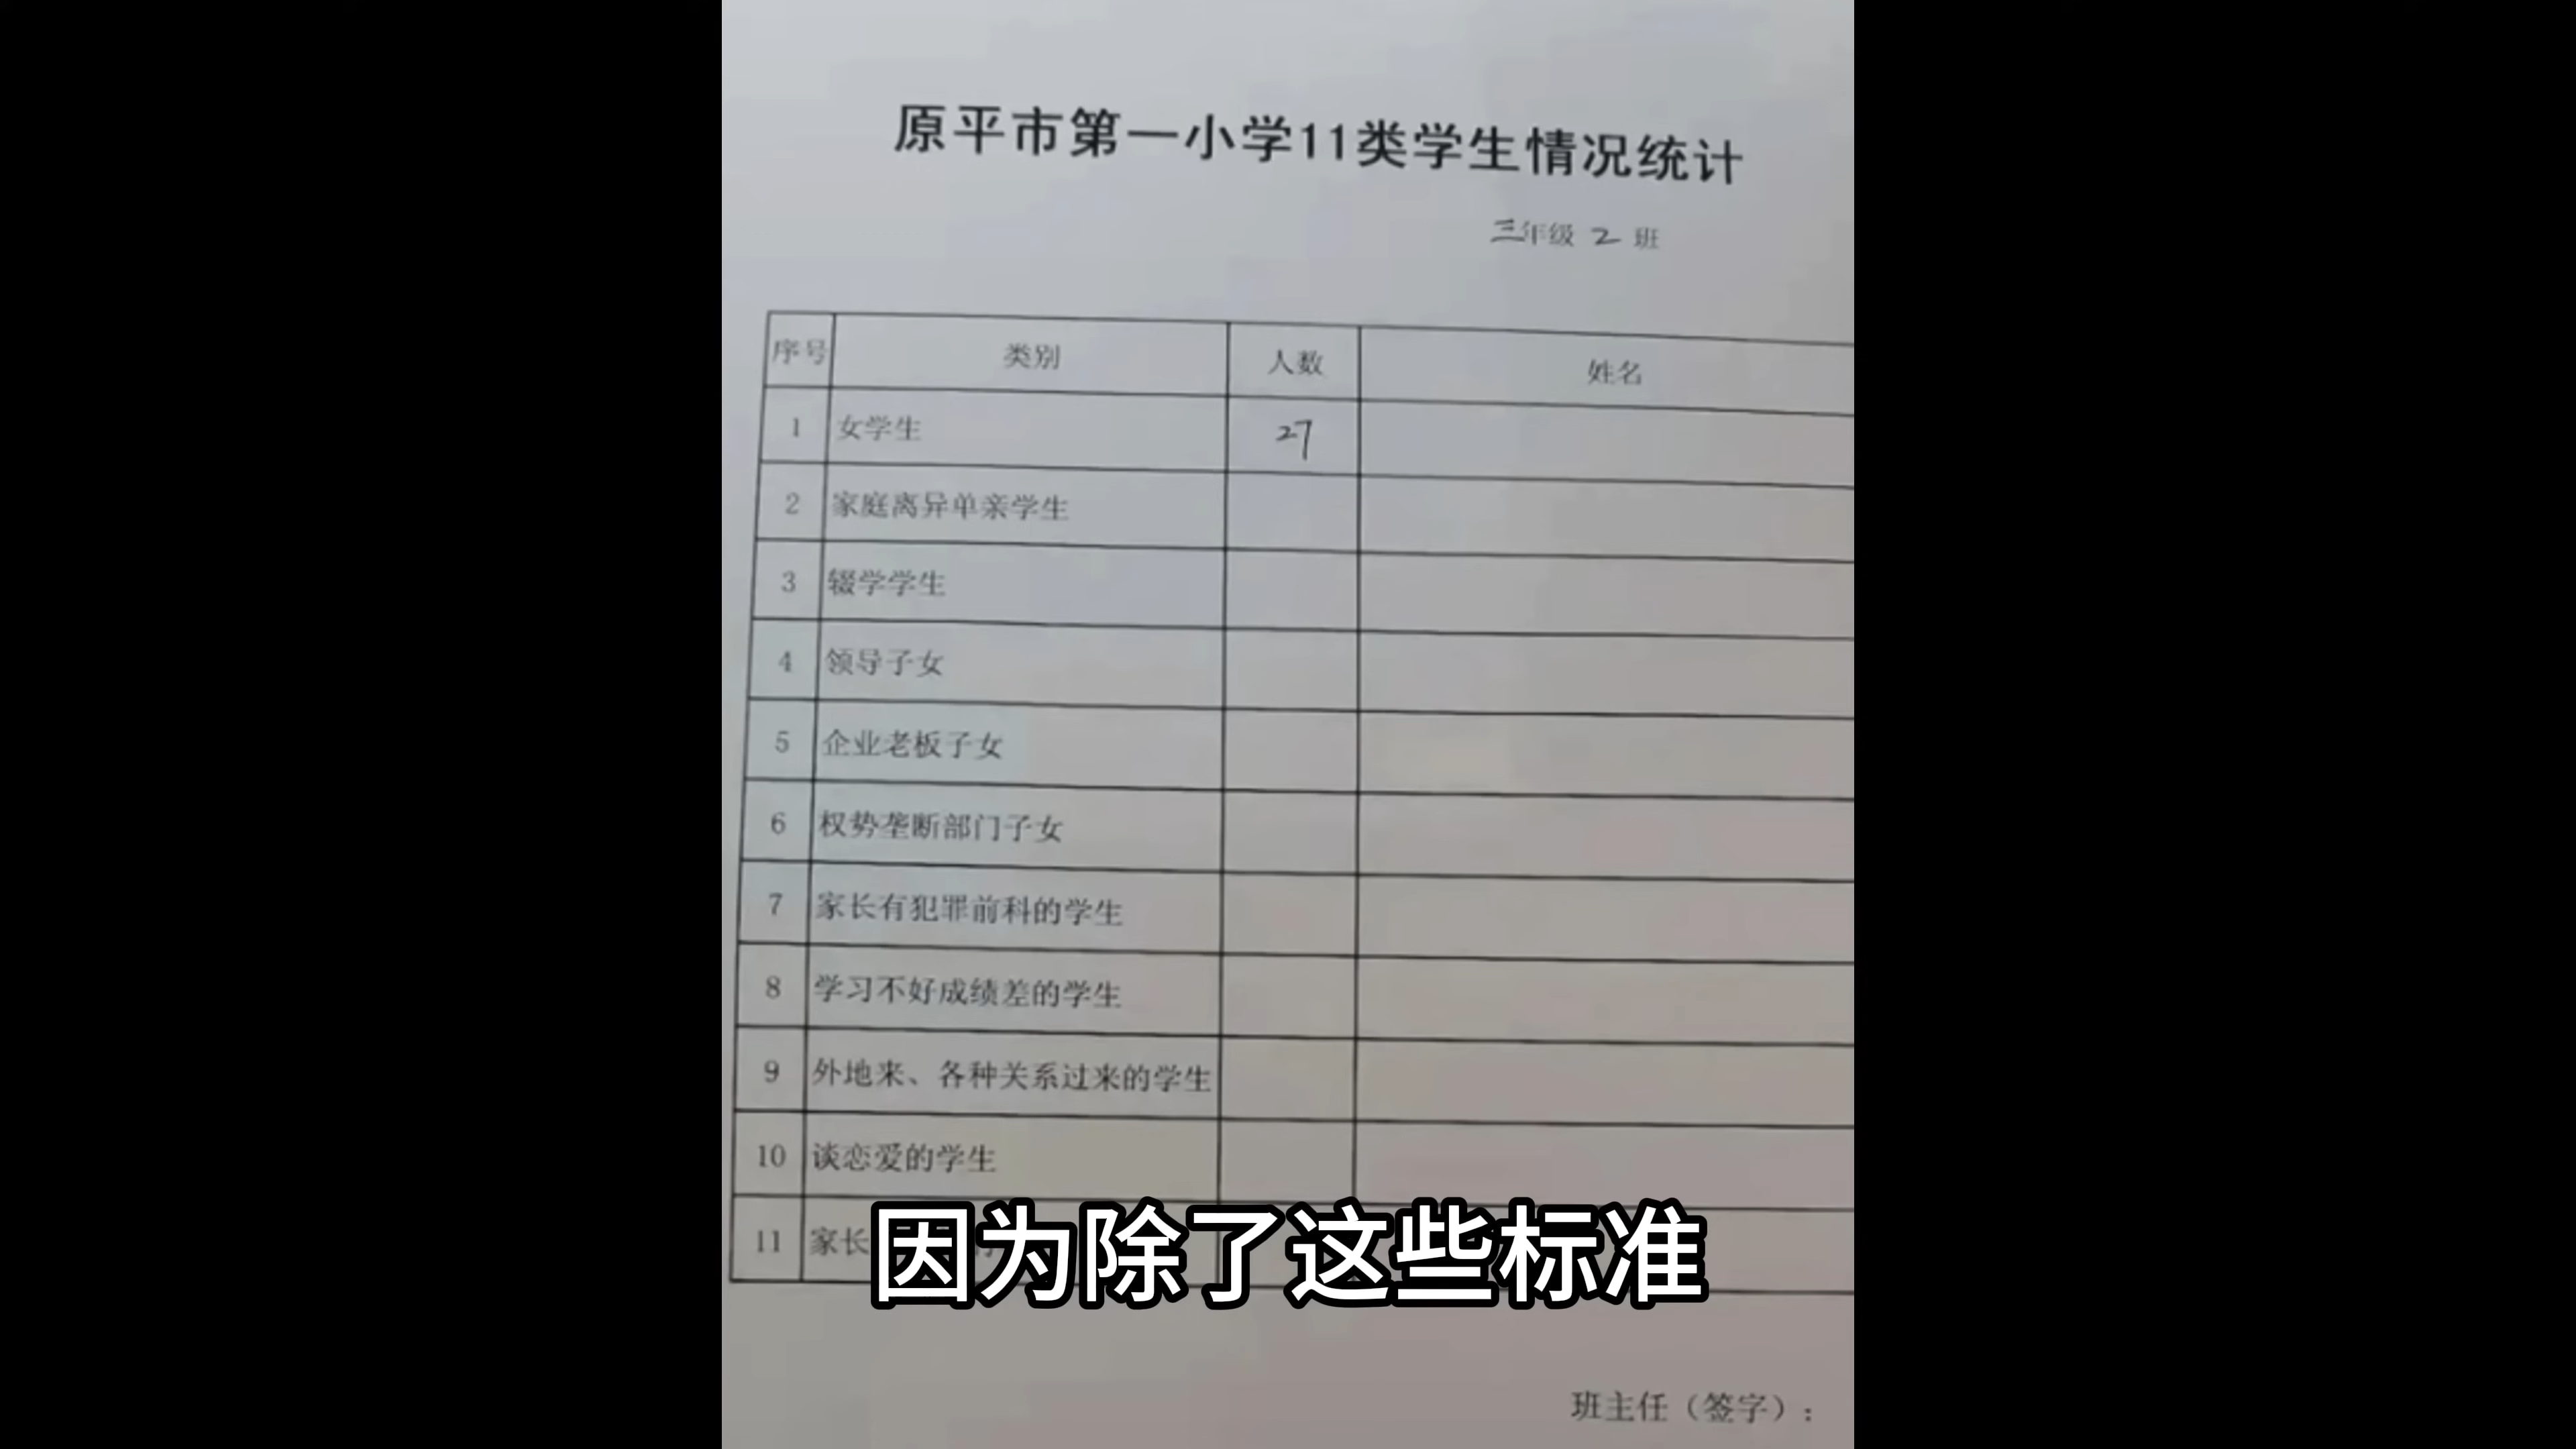 原平市第一小学11类学生情况统计
三年级 2 班
序号 类别 人数 姓名
1 女学生 27
2 家庭离异单亲学生
3 辍学学生
4 领导子女
5 企业老板子女
6 权势垄断部门子女
7 家长有犯罪前科的学生
8 学习不好成绩差的学生
9 外地来、各种关系过来的学生
10 谈恋爱的学生
11 家长
因为除了这些标准
班主任（签字）：